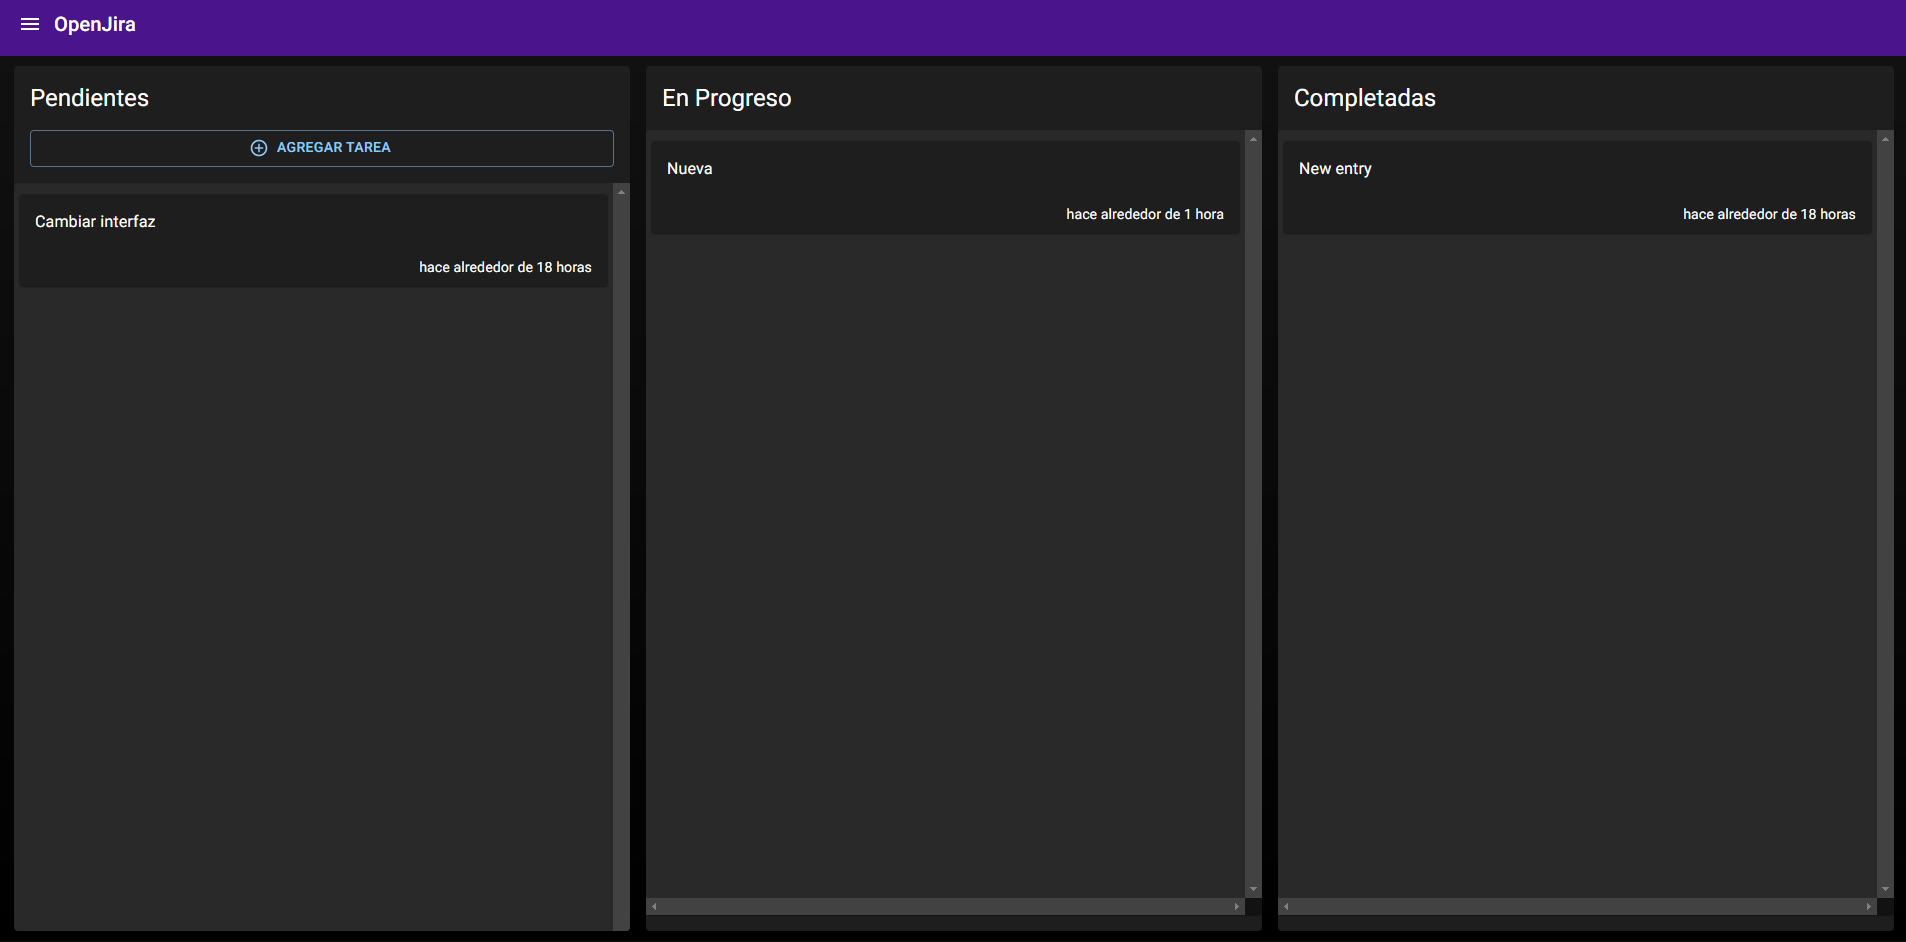 OpenJira
Pendientes
AGREGAR TAREA
Cambiar interfaz
hace alrededor de 18 horas
En Progreso
Nueva
hace alrededor de 1 hora
Completadas
New entry
hace alrededor de 18 horas